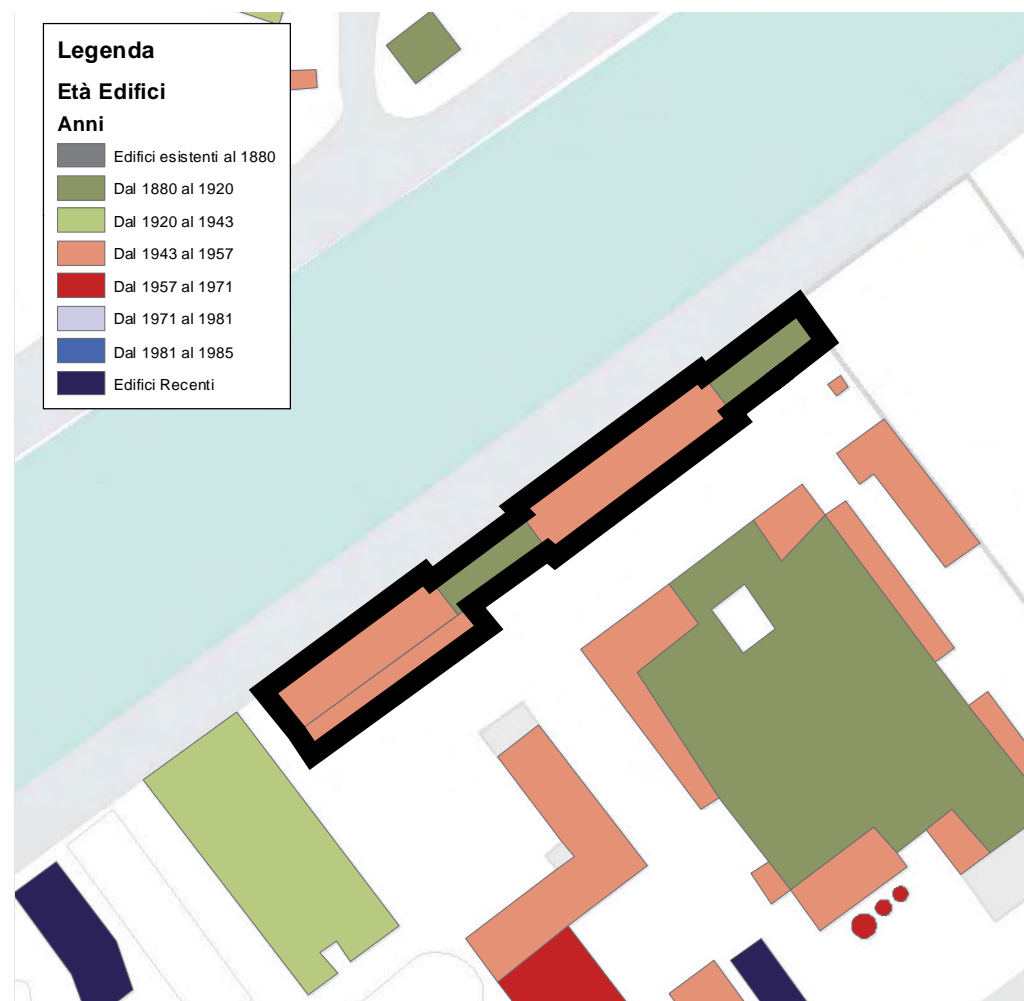 Legenda
Età Edifici
Anni
Edifici esistenti al 1880
Dal 1880 al 1920
Dal 1920 al 1943
Dal 1943 al 1957
Dal 1957 al 1971
Dal 1971 al 1981
Dal 1981 al 1985
Edifici Recenti